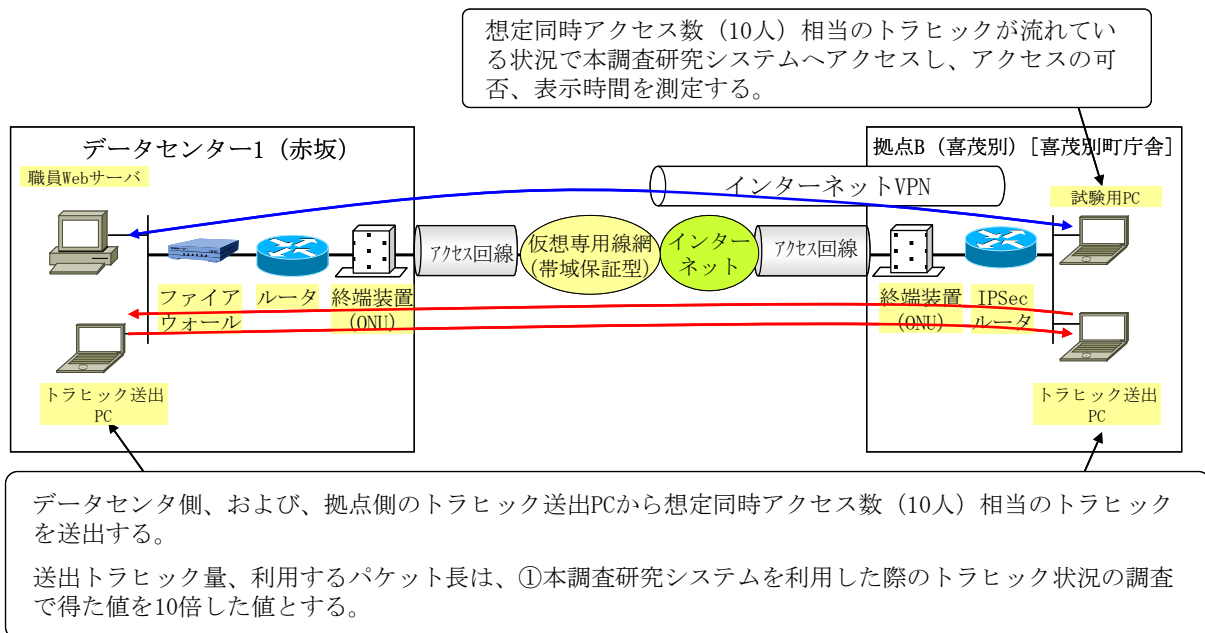 想定同時アクセス数（10人）相当のトラヒックが流れてい
る状況で本調査研究システムへアクセスし、アクセスの可
否、表示時間を測定する。
データセンター1（赤坂）
拠点B（喜茂別）[喜茂別町庁舎]
職員Webサーバ
インターネットVPN
試験用PC
アクセス回線
仮想専用線網
(帯域保証型)
インター
ネット
アクセス回線
ファイア
ウォール
ルータ
終端装置
(ONU)
終端装置
(ONU)
IPSec
ルータ
トラヒック送出
PC
トラヒック送出
PC
データセンタ側、および、拠点側のトラヒック送出PCから想定同時アクセス数（10人）相当のトラヒック
を送出する。
送出トラヒック量、利用するパケット長は、①本調査研究システムを利用した際のトラヒック状況の調査
で得た値を10倍した値とする。